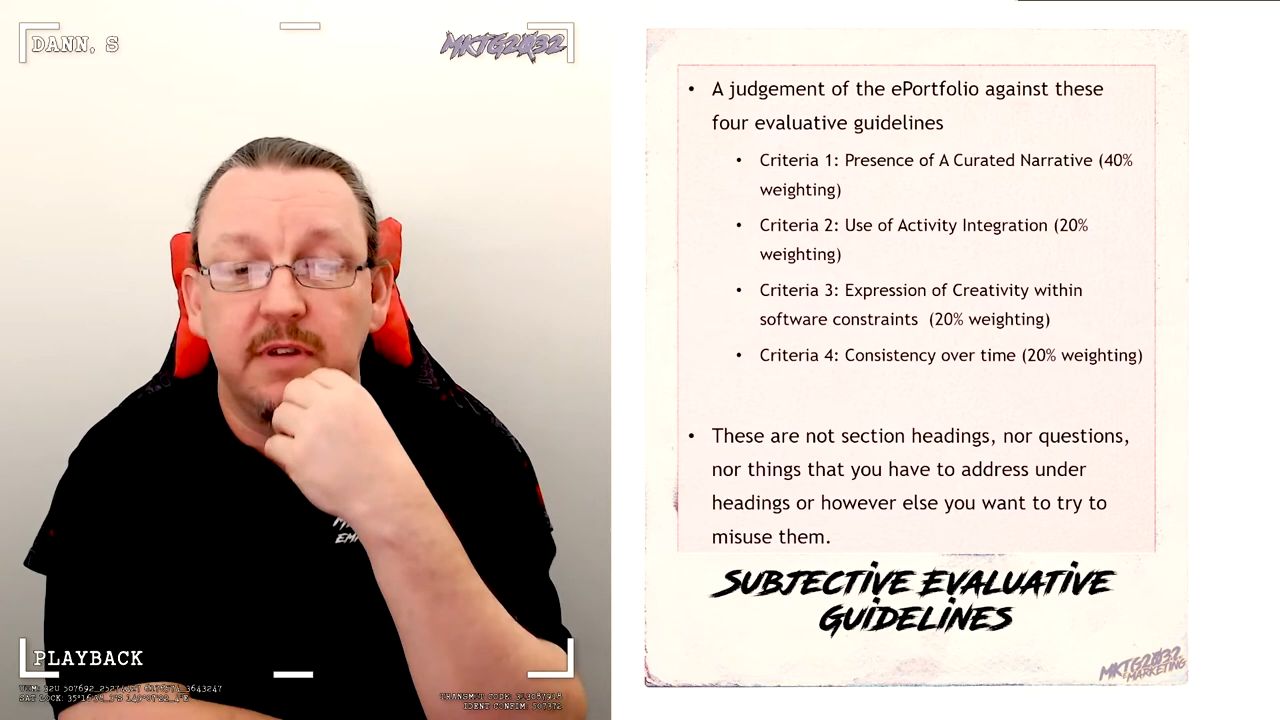 DANN, S
MKTG2032
• A judgement of the ePortfolio against these
four evaluative guidelines
• Criteria 1: Presence of A Curated Narrative (40%
weighting)
• Criteria 2: Use of Activity Integration (20%
weighting)
• Criteria 3: Expression of Creativity within
software constraints (20% weighting)
• Criteria 4: Consistency over time (20% weighting)
• These are not section headings, nor questions,
nor things that you have to address under
headings or however else you want to try to
misuse them.
SUBJECTIVE EVALUATIVE
GUIDELINES
PLAYBACK
IDENT CONFIM: 507372
MKTG2032
MARKETING